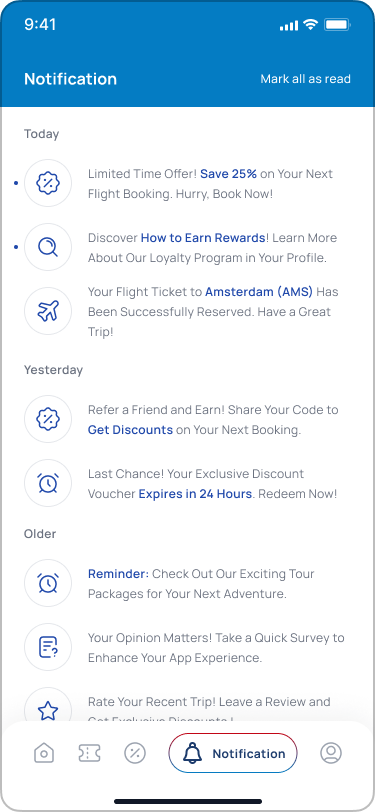 9:41
Notification
Mark all as read
Today
Limited Time Offer! Save 25% on Your Next
Flight Booking. Hurry, Book Now!
Discover How to Earn Rewards! Learn More
About Our Loyalty Program in Your Profile.
Your Flight Ticket to Amsterdam (AMS) Has
Been Successfully Reserved. Have a Great
Trip!
Yesterday
Refer a Friend and Earn! Share Your Code to
Get Discounts on Your Next Booking.
Last Chance! Your Exclusive Discount
Voucher Expires in 24 Hours. Redeem Now!
Older
Reminder: Check Out Our Exciting Tour
Packages for Your Next Adventure.
Your Opinion Matters! Take a Quick Survey to
Enhance Your App Experience.
Rate Your Recent Trip! Leave a Review and
Get Exclusive Discounts !
Notification